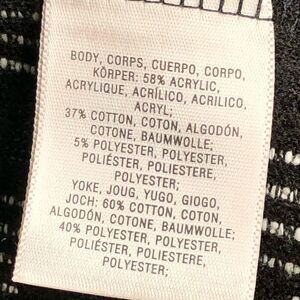 BODY, CORPS, CUERPO, CORPO,
KÖRPER: 58% ACRYLIC,
ACRYLIQUE, ACRÍLICO, ACRILICO,
ACRYL;
37% COTTON, COTON, ALGODÓN,
COTONE, BAUMWOLLE;
5% POLYESTER, POLYESTER,
POLIÉSTER, POLIESTERE,
POLYESTER;
YOKE, JOUG, YUGO, GIOGO,
JOCH: 60% COTTON, COTON,
ALGODÓN, COTONE, BAUMWOLLE;
40% POLYESTER, POLYESTER,
POLIÉSTER, POLIESTERE,
POLYESTER;